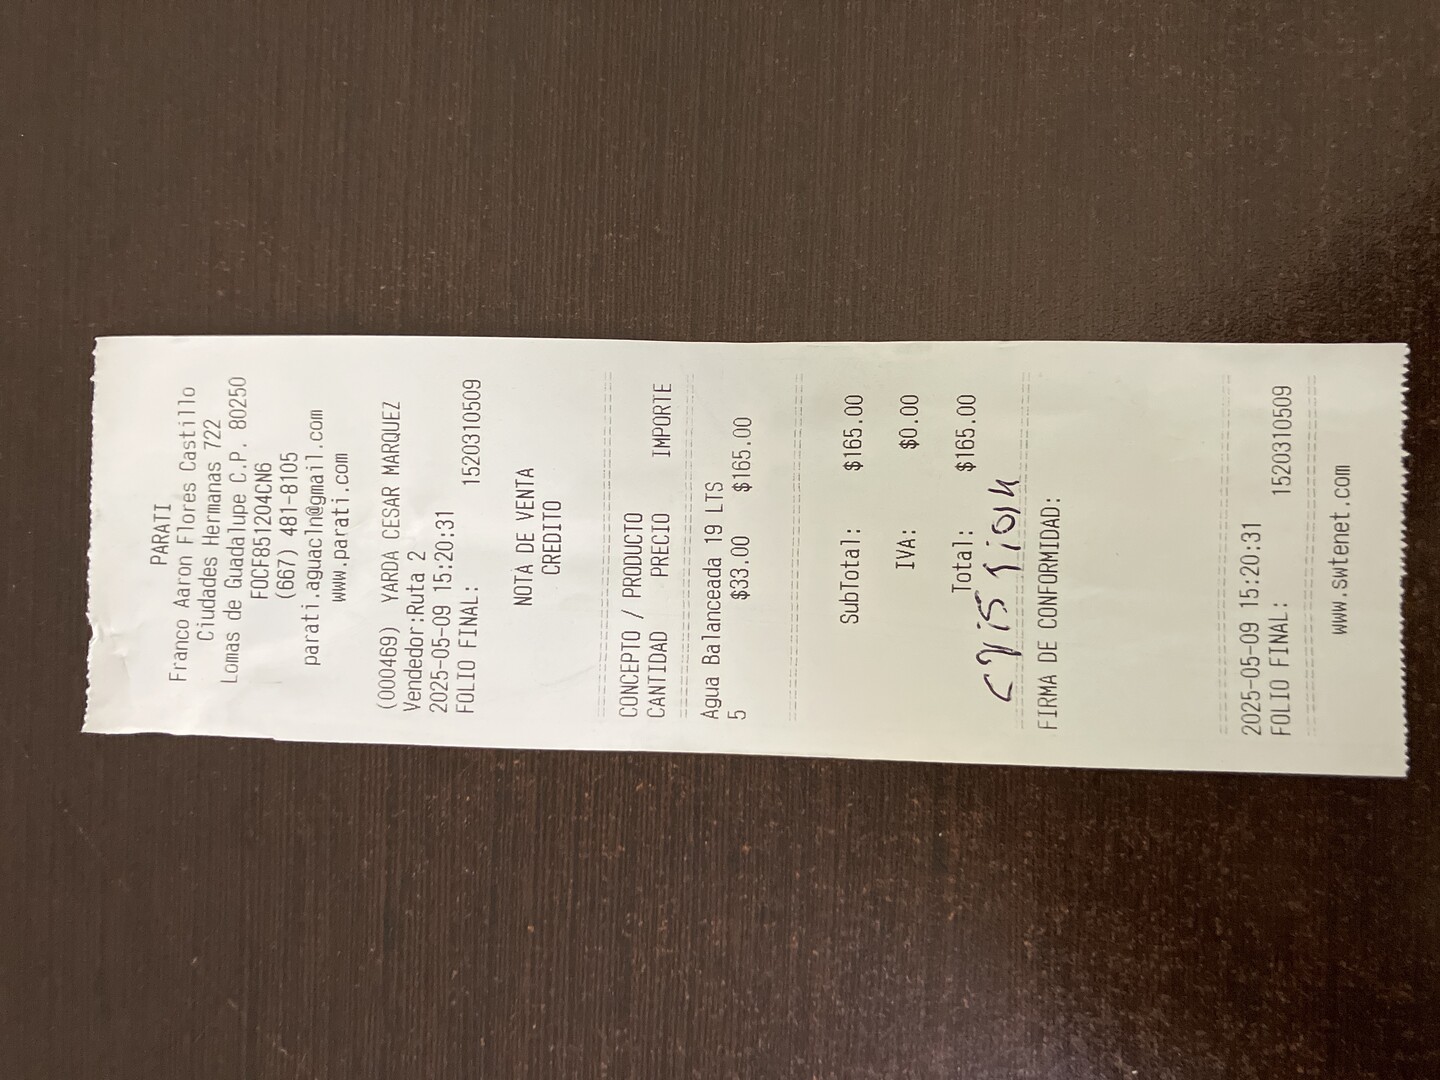 PARATI
Franco Aaron Flores Castillo
Ciudades Hermanas 722
Lomas de Guadalupe C.P. 80250
FOCF851204CN6
(667) 481-8105
parati.aguacln@gmail.com
www.parati.com
(000469) YARDA CESAR MARQUEZ
Vendedor:Ruta 2
2025-05-09 15:20:31
FOLIO FINAL: 1520310509
NOTA DE VENTA
CREDITO
CONCEPTO / PRODUCTO
CANTIDAD PRECIO IMPORTE
Agua Balanceada 19 LTS
5 $33.00 $165.00
SubTotal: $165.00
IVA: $0.00
Total: $165.00
FIRMA DE CONFORMIDAD:
2025-05-09 15:20:31
FOLIO FINAL: 1520310509
www.swtenet.com